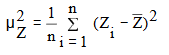 μ²_Z = 1/n n Σ i = 1 (Z_i − Z̅)²